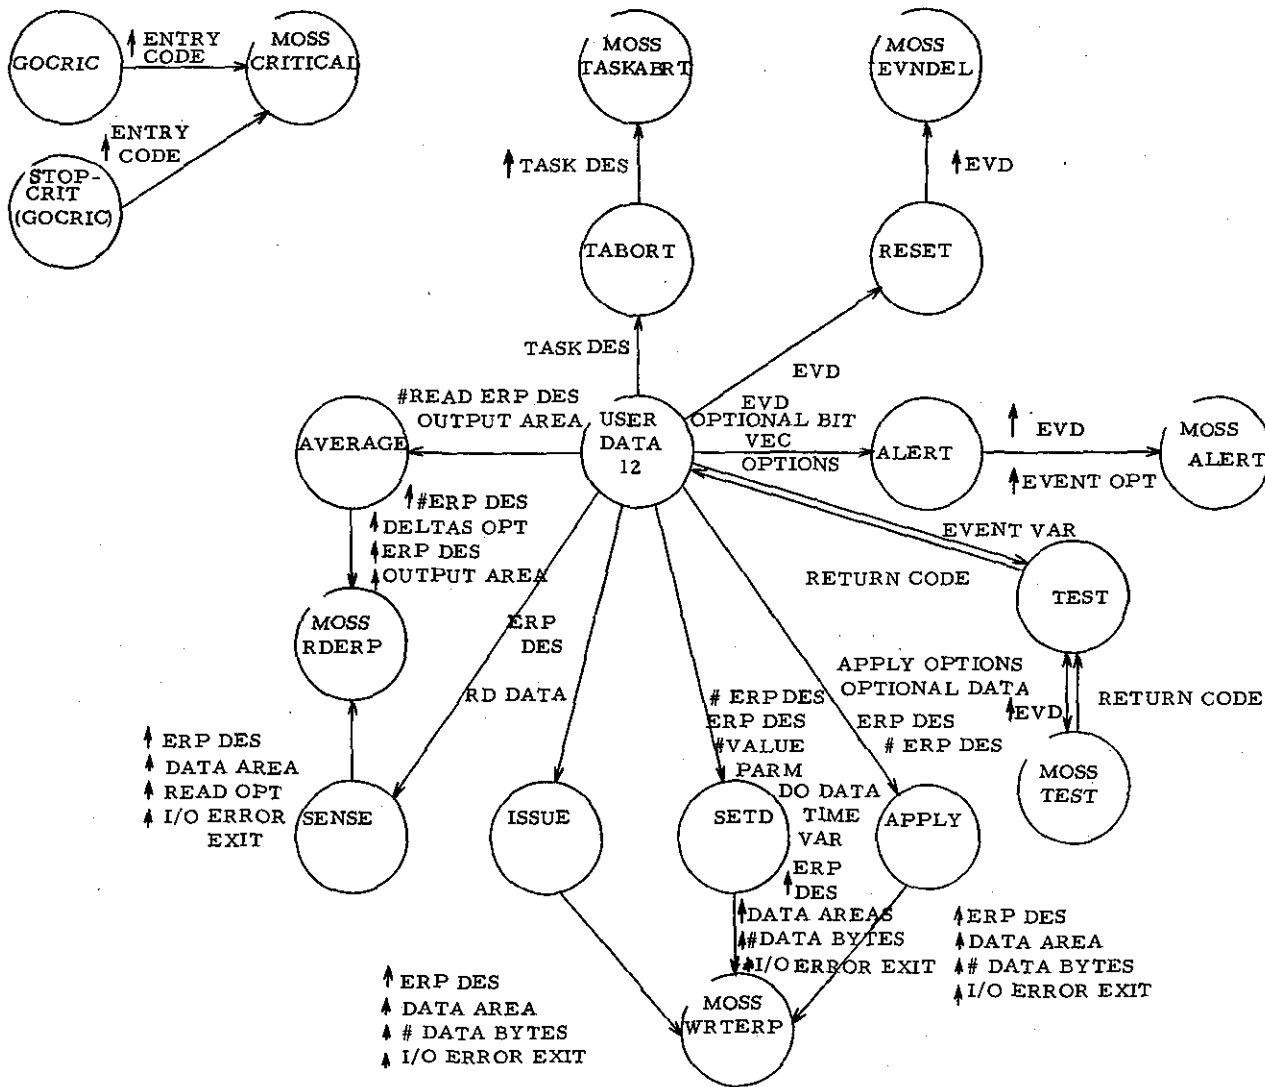 GOCRIC
↑ ENTRY
CODE
MOSS
CRITICAL
↑ ENTRY
CODE
STOP-
CRIT
(GOCRIC)
MOSS
TASKABRT
MOSS
EVNDEL
↑ TASK DES
↑ EVD
TABORT
RESET
TASK DES
EVD
#READ ERP DES
OUTPUT AREA
AVERAGE
USER
DATA
12
EVD
OPTIONAL BIT
VEC
OPTIONS
ALERT
↑ EVD
↑ EVENT OPT
MOSS
ALERT
↑ #ERP DES
↑ DELTAS OPT
↑ ERP DES
↑ OUTPUT AREA
EVENT VAR
RETURN CODE
TEST
MOSS
RDERP
ERP
DES
RD DATA
APPLY OPTIONS
OPTIONAL DATA
ERP DES
# ERP DES
↑ EVD
RETURN CODE
MOSS
TEST
# ERP DES
ERP DES
#VALUE
PARM
DO DATA
TIME
VAR
↑ ERP DES
↑ DATA AREA
↑ READ OPT
↑ I/O ERROR
EXIT
SENSE
ISSUE
SETD
APPLY
↑ ERP
DES
↑ DATA AREAS
↑ #DATA BYTES
↑ I/O ERROR EXIT
↑ ERP DES
↑ DATA AREA
↑ # DATA BYTES
↑ I/O ERROR EXIT
↑ ERP DES
↑ DATA AREA
↑ # DATA BYTES
↑ I/O ERROR EXIT
MOSS
WRTERP